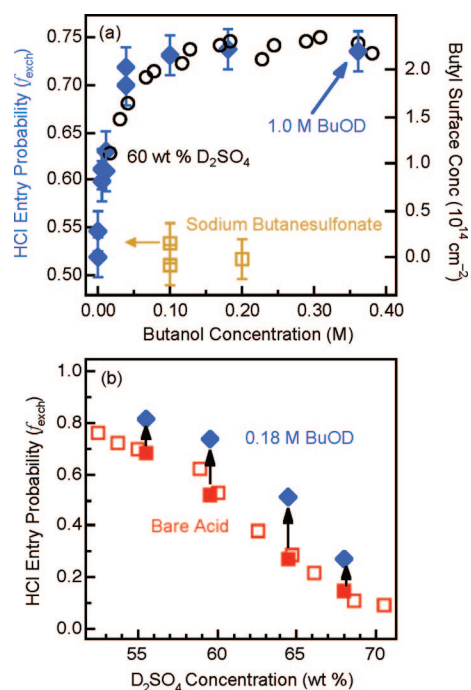 (a)
0.75
0.70
0.65
0.60
0.55
0.50
HCl Entry Probability (fexch)
2.0
1.0
0.0
Butyl Surface Conc (10¹⁴ cm⁻²)
1.0 M BuOD
60 wt % D₂SO₄
Sodium Butanesulfonate
0.00 0.10 0.20 0.30 0.40
Butanol Concentration (M)
(b)
1.0
0.8
0.6
0.4
0.2
0.0
HCl Entry Probability (fexch)
0.18 M BuOD
Bare Acid
55 60 65 70
D₂SO₄ Concentration (wt %)